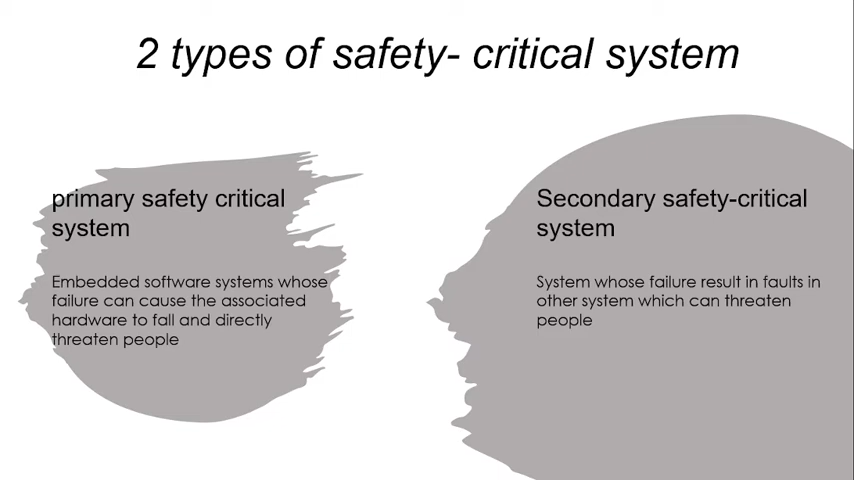 2 types of safety- critical system
primary safety critical
system
Embedded software systems whose
failure can cause the associated
hardware to fall and directly
threaten people
Secondary safety-critical
system
System whose failure result in faults in
other system which can threaten
people